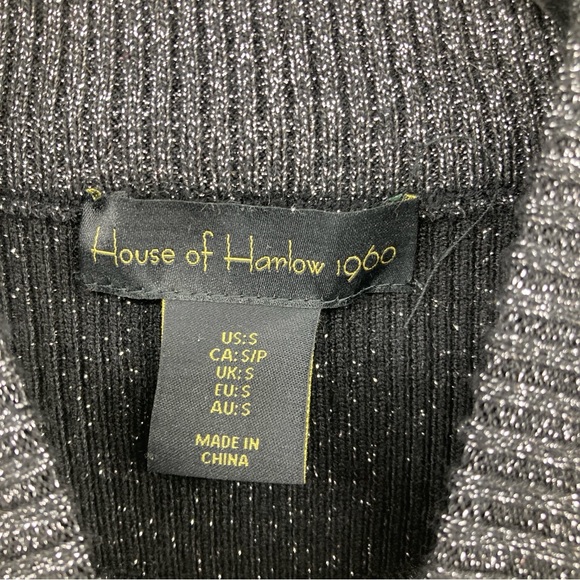 House of Harlow 1960
US: S
CA: S/P
UK: S
EU: S
AU: S
MADE IN
CHINA